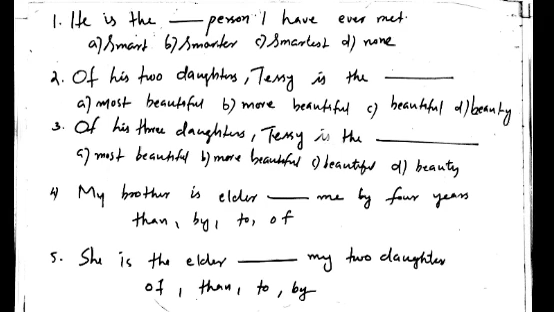 1. He is the —— person I have ever met.
a) Smart b) Smarter c) Smartest d) none
2. Of his two daughters, Tessy is the ———
a) most beautiful b) more beautiful c) beautiful d) beauty
3. Of his three daughters, Tessy is the ———
a) most beautiful b) more beautiful c) beautiful d) beauty
4) My brother is elder —— me by four years
than, by, to, of
5. She is the elder ——— my two daughter
of, than, to, by